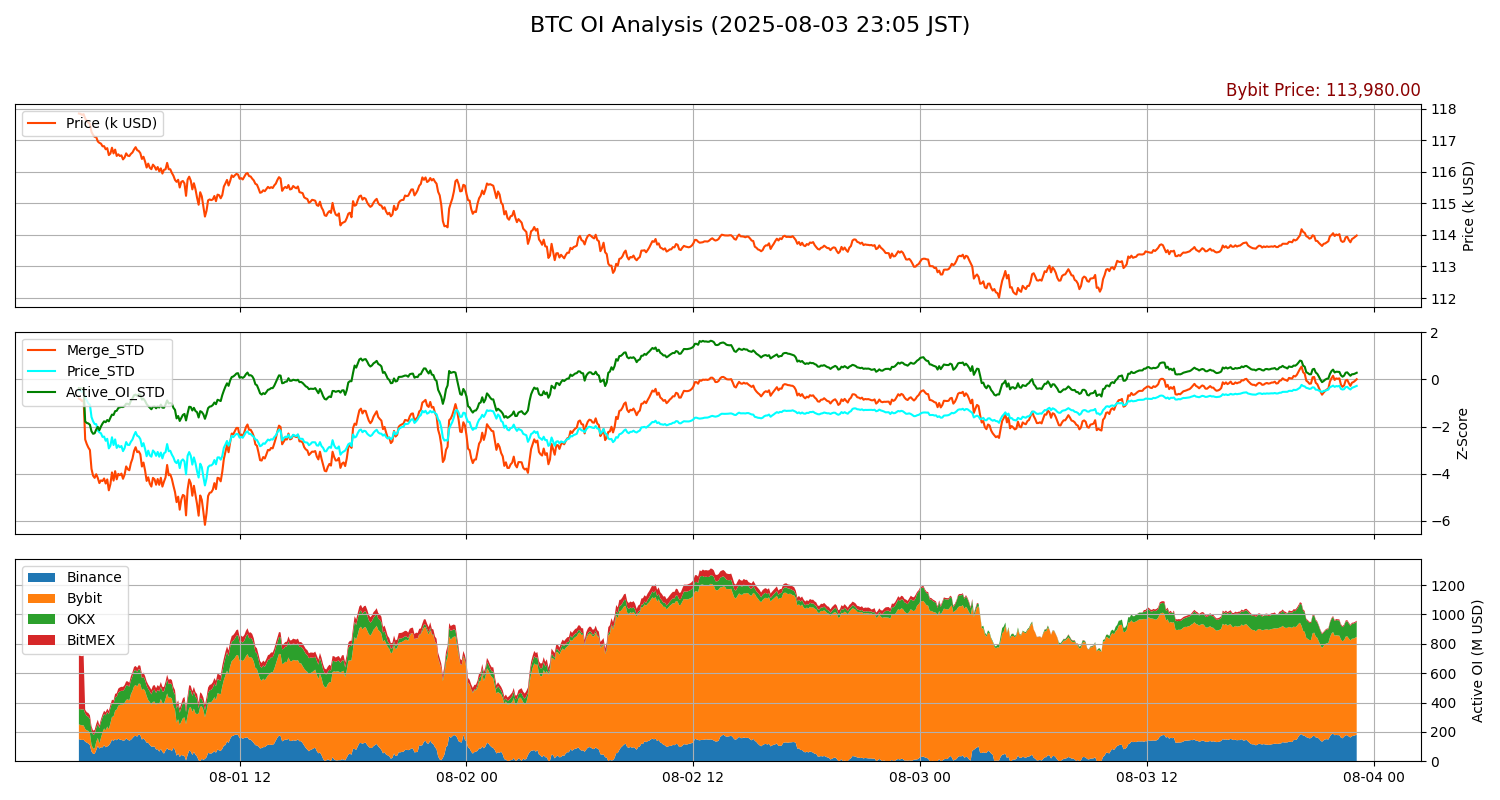 BTC OI Analysis (2025-08-03 23:05 JST)
Bybit Price: 113,980.00
Price (k USD)
118
117
116
115
114
113
112
Price (k USD)
Merge_STD
Price_STD
Active_OI_STD
2
0
−2
−4
−6
Z-Score
Binance
Bybit
OKX
BitMEX
1200
1000
800
600
400
200
0
Active OI (M USD)
08-01 12
08-02 00
08-02 12
08-03 00
08-03 12
08-04 00